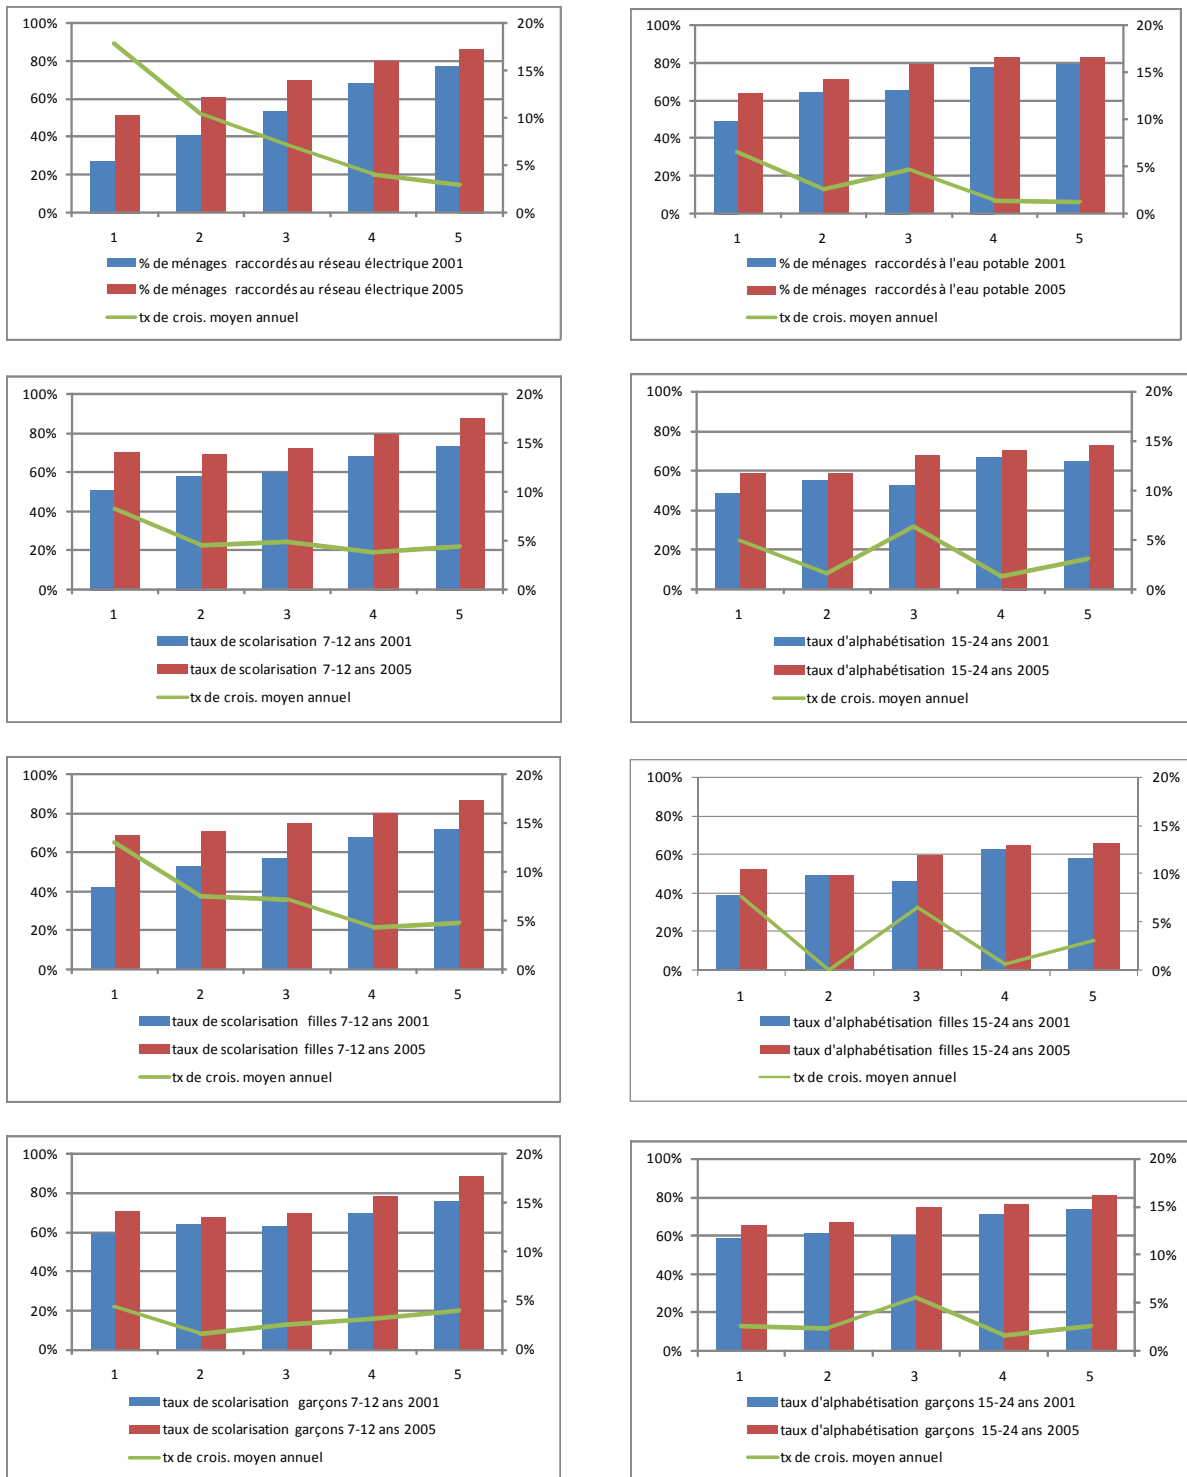 100%
80%
60%
40%
20%
0%
20%
15%
10%
5%
0%
1 2 3 4 5
% de ménages raccordés au réseau électrique 2001
% de ménages raccordés au réseau électrique 2005
tx de crois. moyen annuel
100%
80%
60%
40%
20%
0%
20%
15%
10%
5%
0%
1 2 3 4 5
% de ménages raccordés à l'eau potable 2001
% de ménages raccordés à l'eau potable 2005
tx de crois. moyen annuel
100%
80%
60%
40%
20%
0%
20%
15%
10%
5%
0%
1 2 3 4 5
taux de scolarisation 7-12 ans 2001
taux de scolarisation 7-12 ans 2005
tx de crois. moyen annuel
100%
80%
60%
40%
20%
0%
20%
15%
10%
5%
0%
1 2 3 4 5
taux d'alphabétisation 15-24 ans 2001
taux d'alphabétisation 15-24 ans 2005
tx de crois. moyen annuel
100%
80%
60%
40%
20%
0%
20%
15%
10%
5%
0%
1 2 3 4 5
taux de scolarisation filles 7-12 ans 2001
taux de scolarisation filles 7-12 ans 2005
tx de crois. moyen annuel
100%
80%
60%
40%
20%
0%
20%
15%
10%
5%
0%
1 2 3 4 5
taux d'alphabétisation filles 15-24 ans 2001
taux d'alphabétisation filles 15-24 ans 2005
tx de crois. moyen annuel
100%
80%
60%
40%
20%
0%
20%
15%
10%
5%
0%
1 2 3 4 5
taux de scolarisation garçons 7-12 ans 2001
taux de scolarisation garçons 7-12 ans 2005
tx de crois. moyen annuel
100%
80%
60%
40%
20%
0%
20%
15%
10%
5%
0%
1 2 3 4 5
taux d'alphabétisation garçons 15-24 ans 2001
taux d'alphabétisation garçons 15-24 ans 2005
tx de crois. moyen annuel